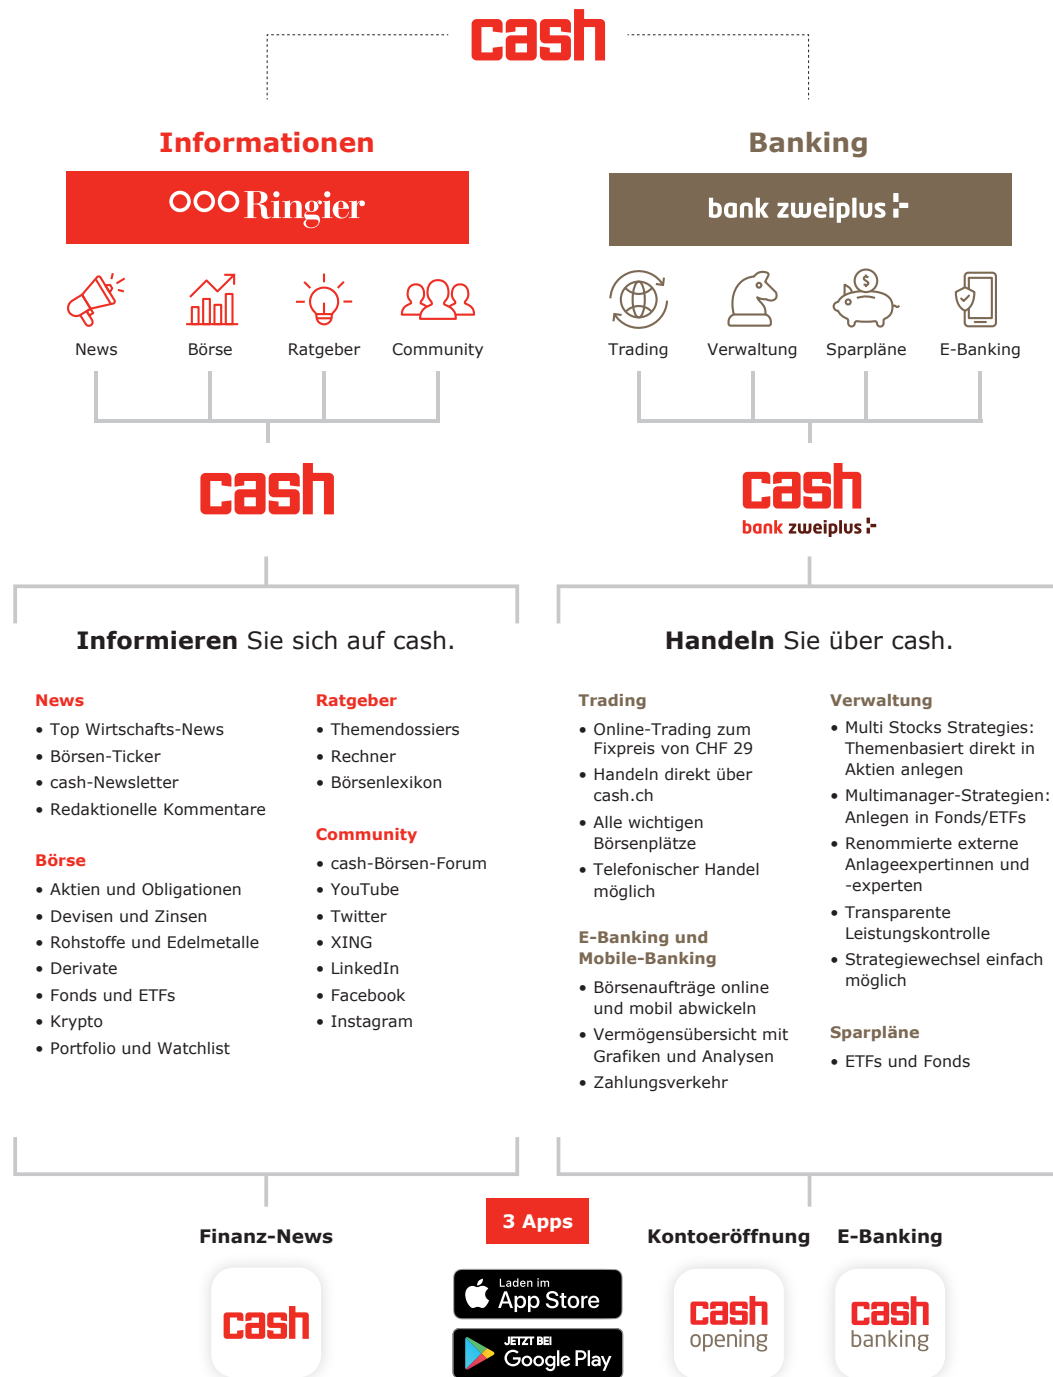 cash
Informationen
Ringier
News
Börse
Ratgeber
Community
cash
Banking
bank zweiplus
Trading
Verwaltung
Sparpläne
E-Banking
cash
bank zweiplus
Informieren Sie sich auf cash.
News
• Top Wirtschafts-News
• Börsen-Ticker
• cash-Newsletter
• Redaktionelle Kommentare
Börse
• Aktien und Obligationen
• Devisen und Zinsen
• Rohstoffe und Edelmetalle
• Derivate
• Fonds und ETFs
• Krypto
• Portfolio und Watchlist
Ratgeber
• Themendossiers
• Rechner
• Börsenlexikon
Community
• cash-Börsen-Forum
• YouTube
• Twitter
• XING
• LinkedIn
• Facebook
• Instagram
Handeln Sie über cash.
Trading
• Online-Trading zum
Fixpreis von CHF 29
• Handeln direkt über
cash.ch
• Alle wichtigen
Börsenplätze
• Telefonischer Handel
möglich
E-Banking und
Mobile-Banking
• Börsenaufträge online
und mobil abwickeln
• Vermögensübersicht mit
Grafiken und Analysen
• Zahlungsverkehr
Verwaltung
• Multi Stocks Strategies:
Themenbasiert direkt in
Aktien anlegen
• Multimanager-Strategien:
Anlegen in Fonds/ETFs
• Renommierte externe
Anlageexpertinnen und
-experten
• Transparente
Leistungskontrolle
• Strategiewechsel einfach
möglich
Sparpläne
• ETFs und Fonds
Finanz-News
cash
3 Apps
Laden im
App Store
JETZT BEI
Google Play
Kontoeröffnung
cash
opening
E-Banking
cash
banking